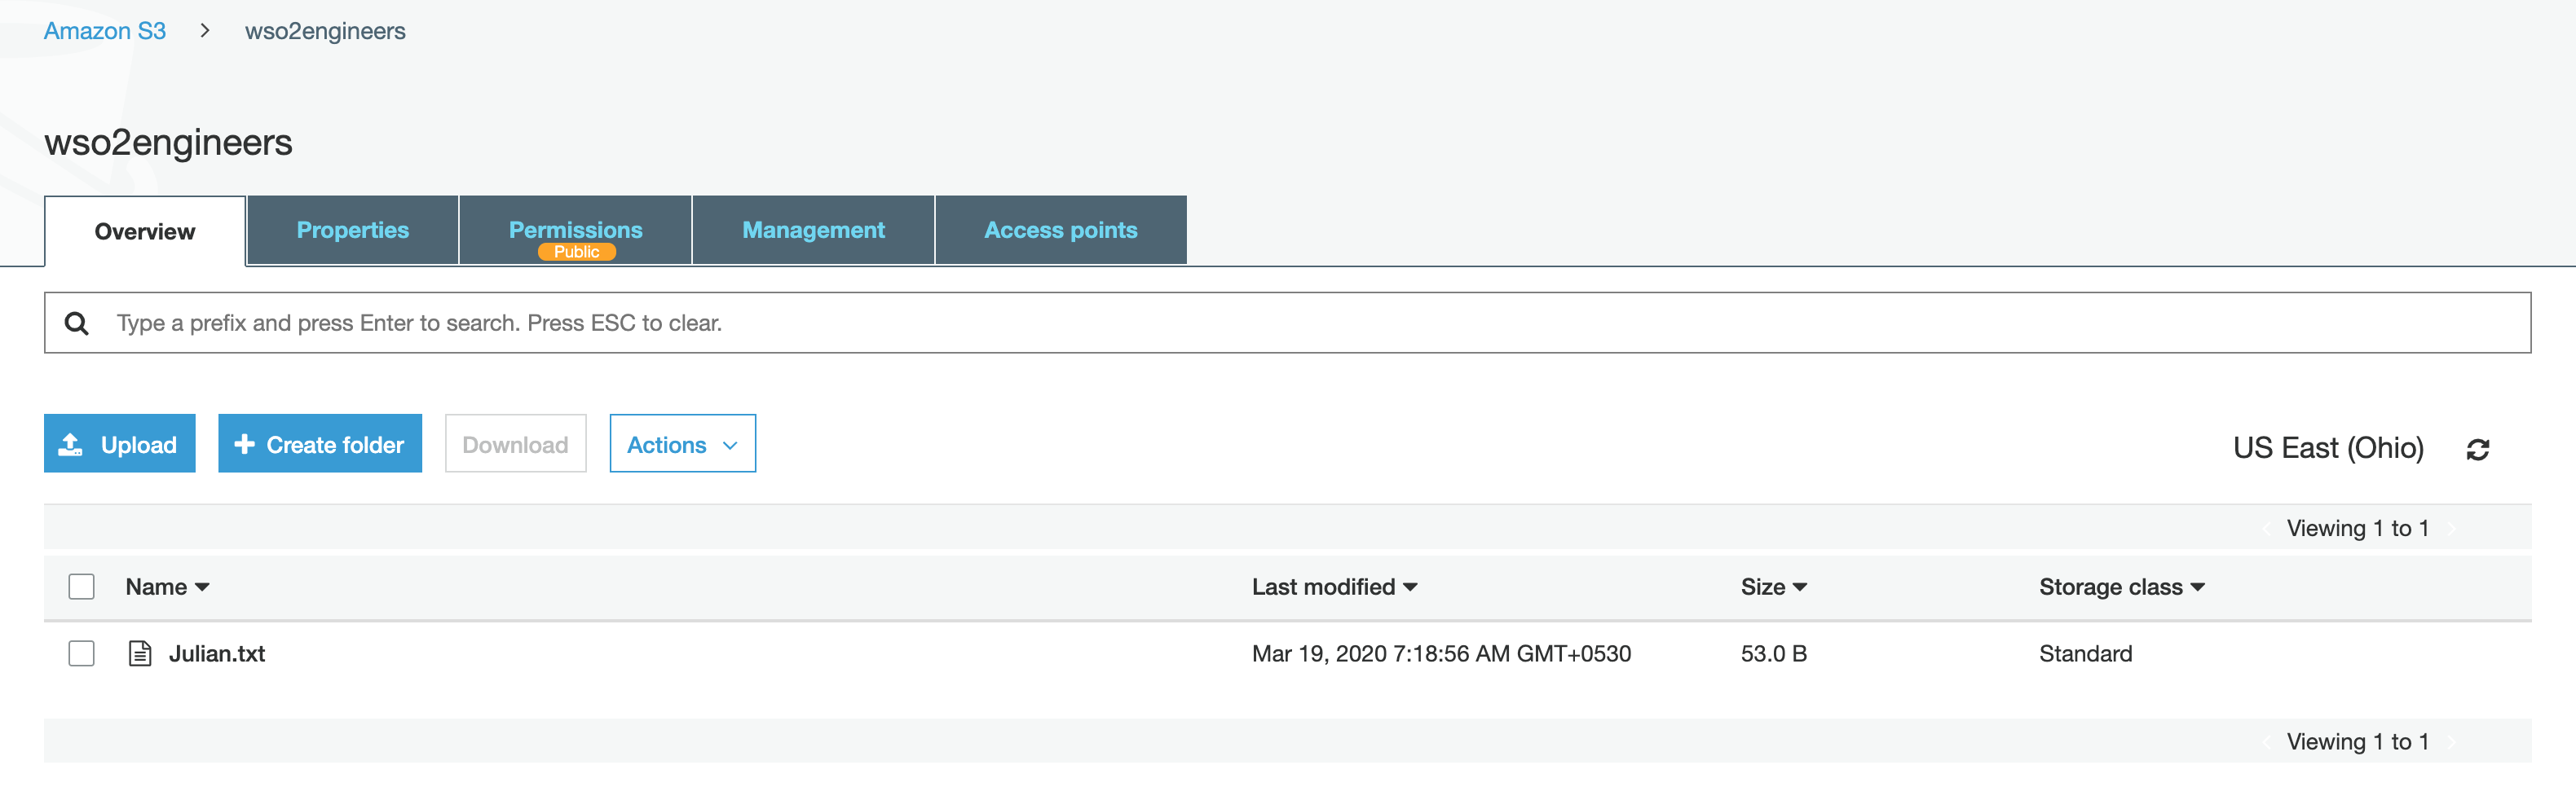 Amazon S3 > wso2engineers
wso2engineers
Overview Properties Permissions Management Access points
Public
Type a prefix and press Enter to search. Press ESC to clear.
Upload Create folder Download Actions US East (Ohio)
Viewing 1 to 1
Name Last modified Size Storage class
Julian.txt Mar 19, 2020 7:18:56 AM GMT+0530 53.0 B Standard
Viewing 1 to 1